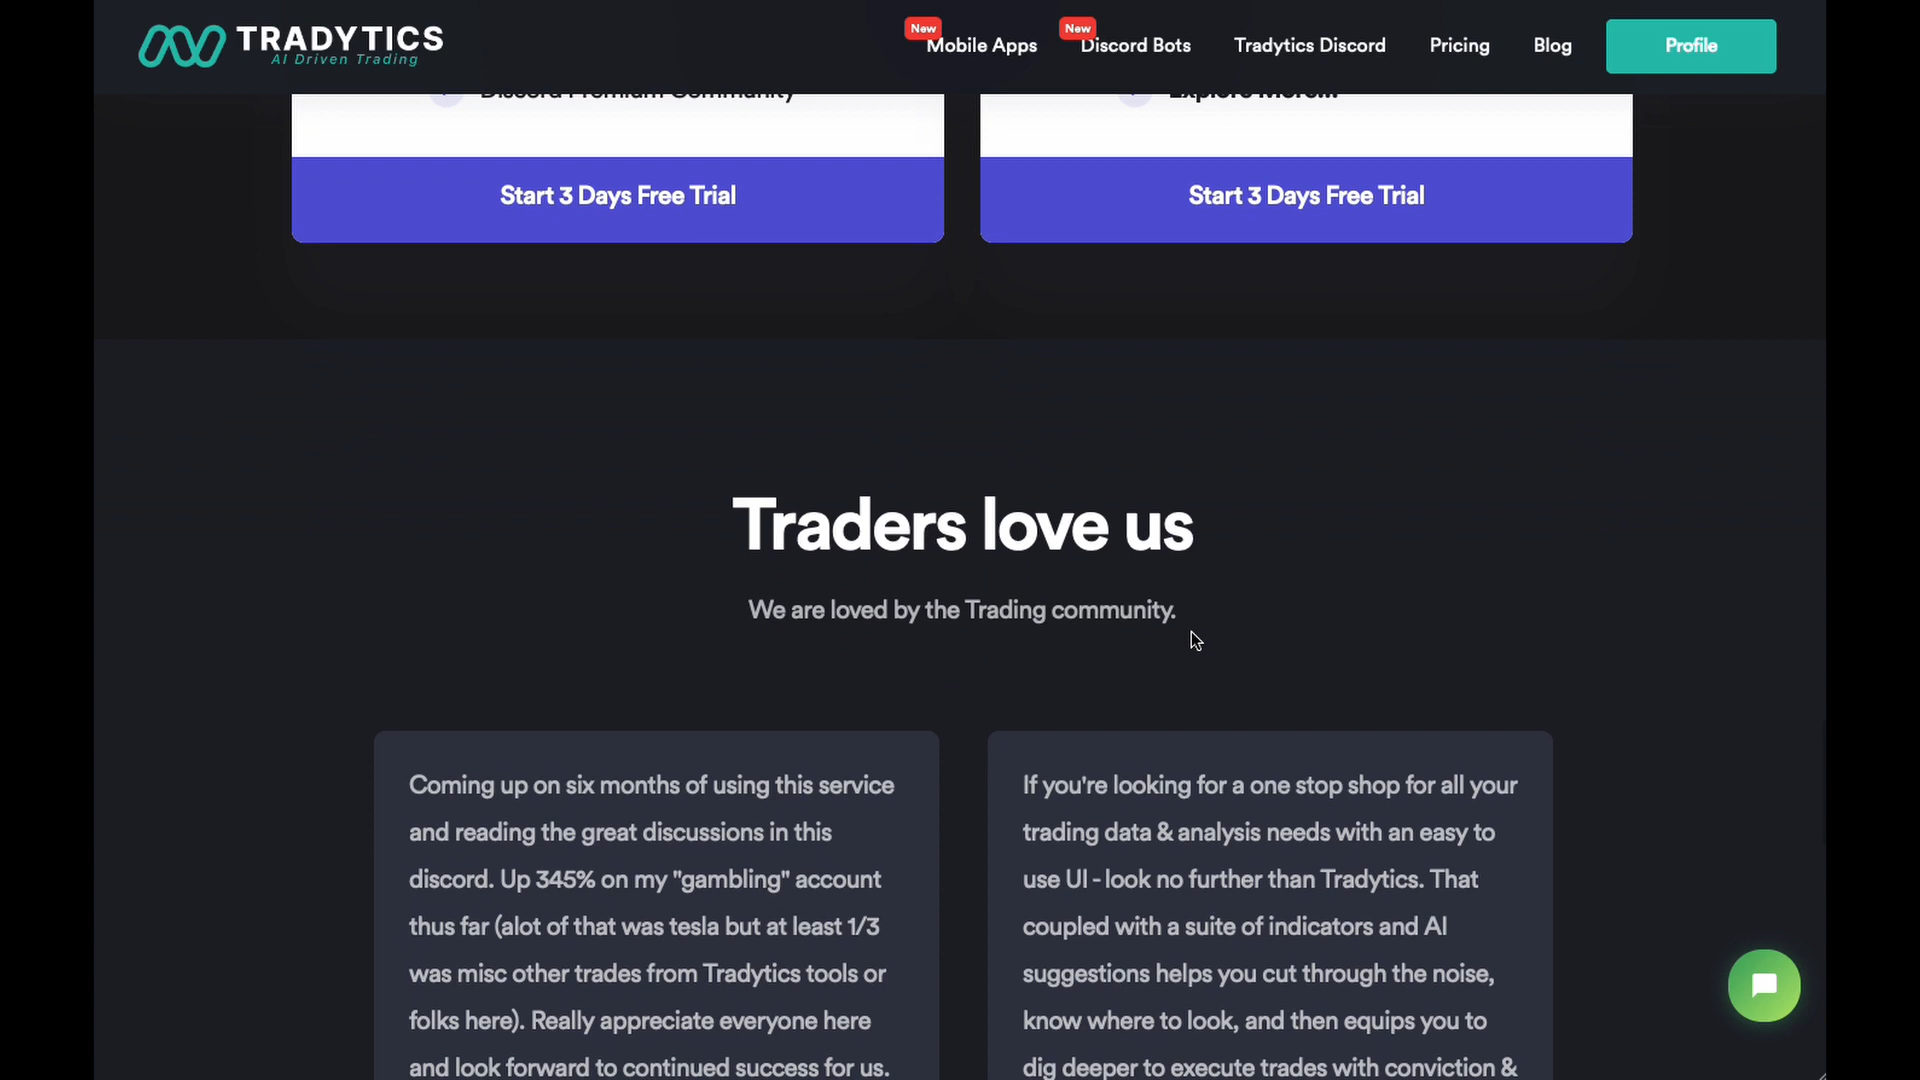 TRADYTICS
AI Driven Trading
New
Mobile Apps
New
Discord Bots
Tradytics Discord
Pricing
Blog
Profile
Discord Premium Community
Explore More...
Start 3 Days Free Trial
Start 3 Days Free Trial
Traders love us
We are loved by the Trading community.
Coming up on six months of using this service
and reading the great discussions in this
discord. Up 345% on my "gambling" account
thus far (alot of that was tesla but at least 1/3
was misc other trades from Tradytics tools or
folks here). Really appreciate everyone here
and look forward to continued success for us.
If you're looking for a one stop shop for all your
trading data & analysis needs with an easy to
use UI - look no further than Tradytics. That
coupled with a suite of indicators and AI
suggestions helps you cut through the noise,
know where to look, and then equips you to
dig deeper to execute trades with conviction &